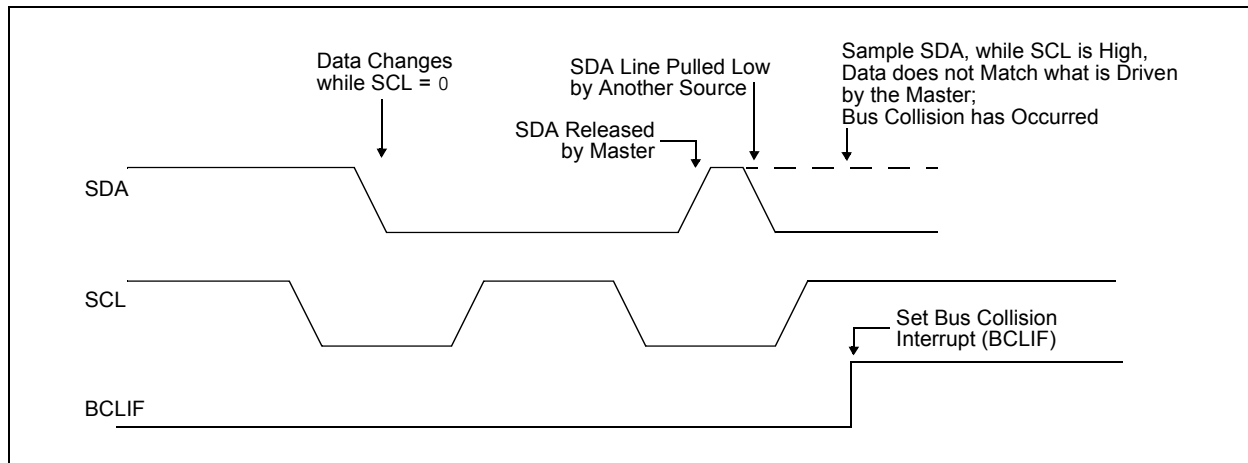 Data Changes
while SCL = 0
SDA Line Pulled Low
by Another Source
Sample SDA, while SCL is High,
Data does not Match what is Driven
by the Master;
Bus Collision has Occurred
SDA Released
by Master
SDA
SCL
Set Bus Collision
Interrupt (BCLIF)
BCLIF